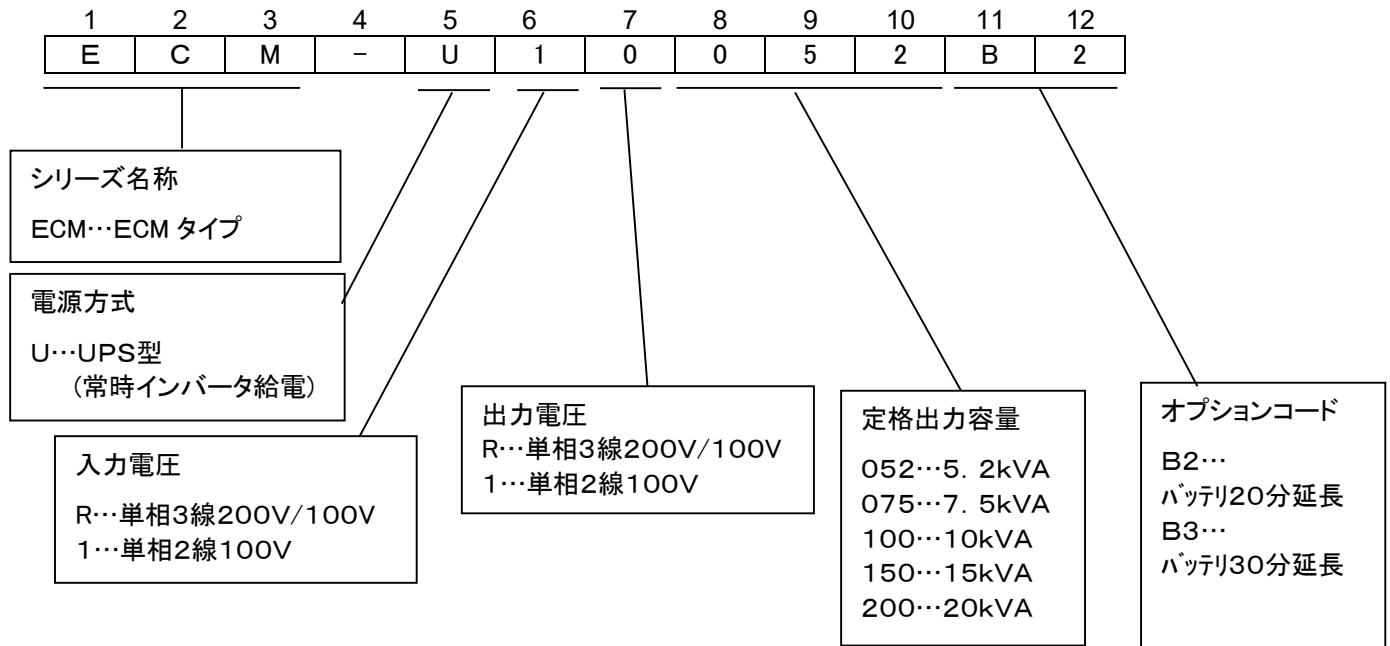 1 2 3 4 5 6 7 8 9 10 11 12
E C M - U 1 0 0 5 2 B 2
シリーズ名称
ECM…ECM タイプ
電源方式
U…UPS型
(常時インバータ給電)
入力電圧
R…単相3線200V/100V
1…単相2線100V
出力電圧
R…単相3線200V/100V
1…単相2線100V
定格出力容量
052…5. 2kVA
075…7. 5kVA
100…10kVA
150…15kVA
200…20kVA
オプションコード
B2…
バッテリ20分延長
B3…
バッテリ30分延長